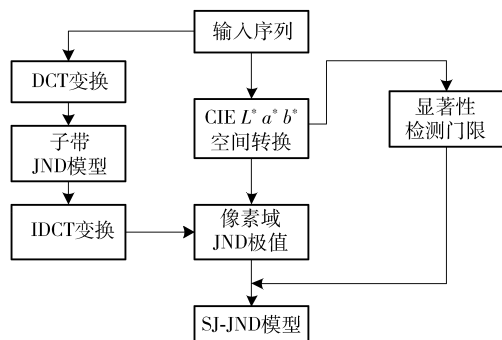 输入序列
DCT变换
CIE L* a* b*
空间转换
显著性
检测门限
子带
JND模型
IDCT变换
像素域
JND极值
SJ-JND模型